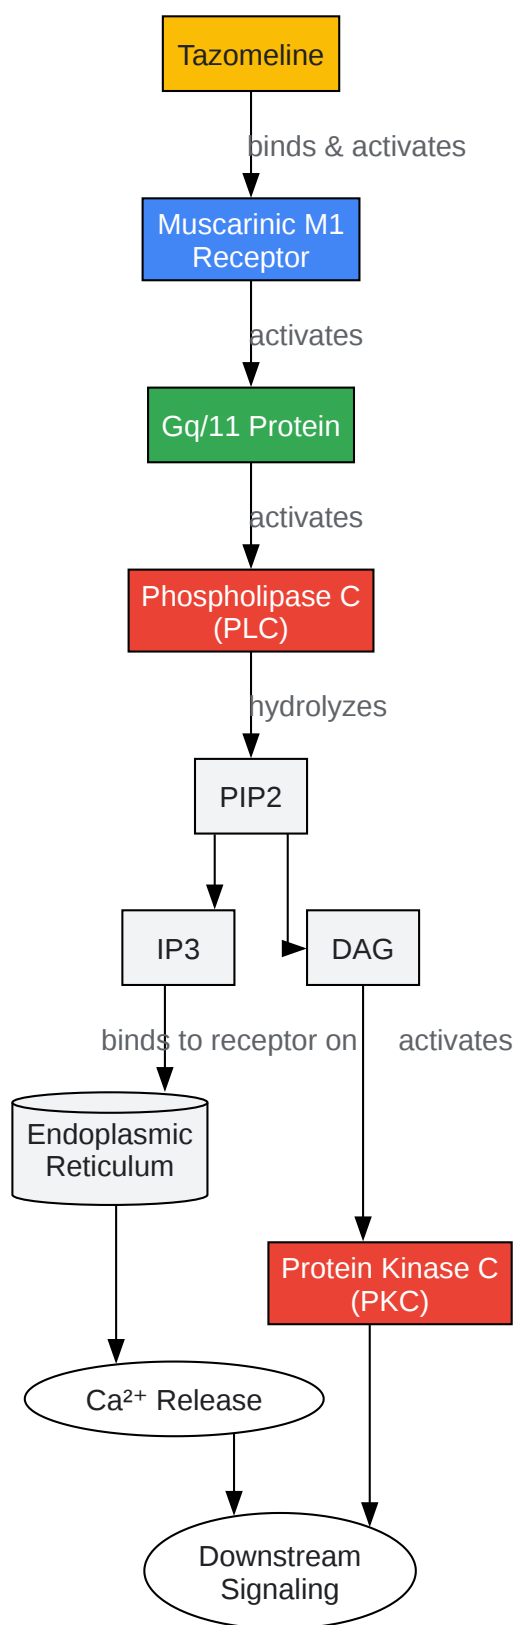 Tazomeline
binds & activates
Muscarinic M1
Receptor
activates
Gq/11 Protein
activates
Phospholipase C
(PLC)
hydrolyzes
PIP2
IP3
DAG
binds to receptor on
activates
Endoplasmic
Reticulum
Protein Kinase C
(PKC)
Ca²⁺ Release
Downstream
Signaling